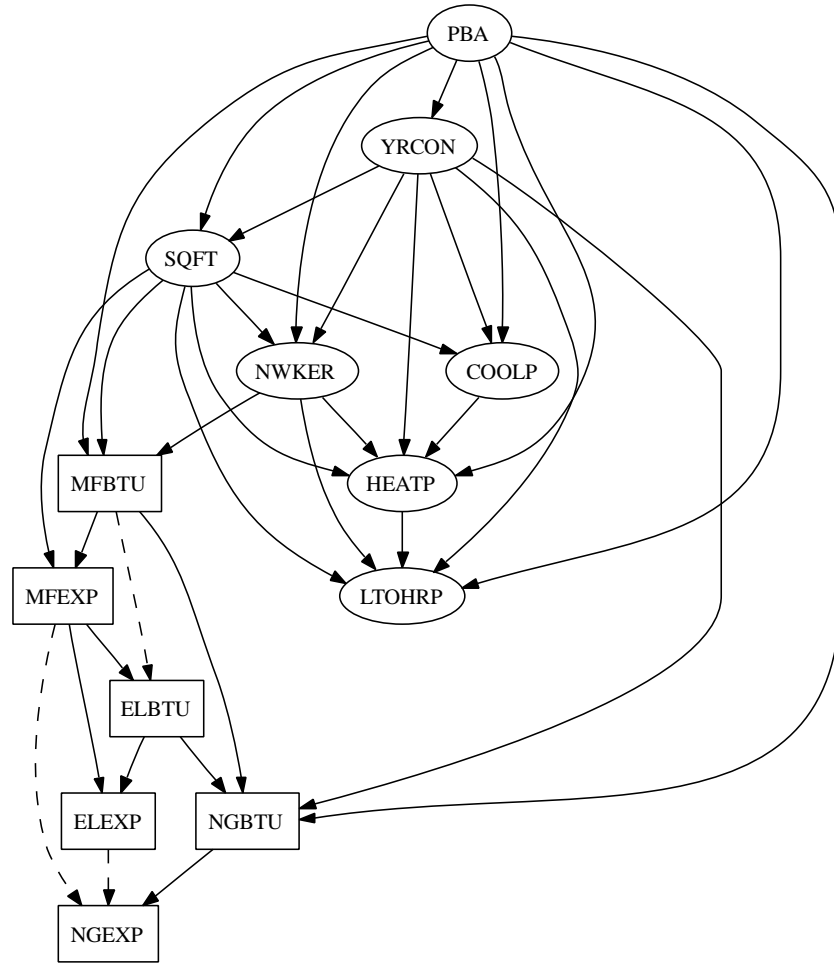 PBA
YRCON
SQFT
NWKER
COOLP
MFBTU
HEATP
MFEXP
LTOHRP
ELBTU
ELEXP
NGBTU
NGEXP